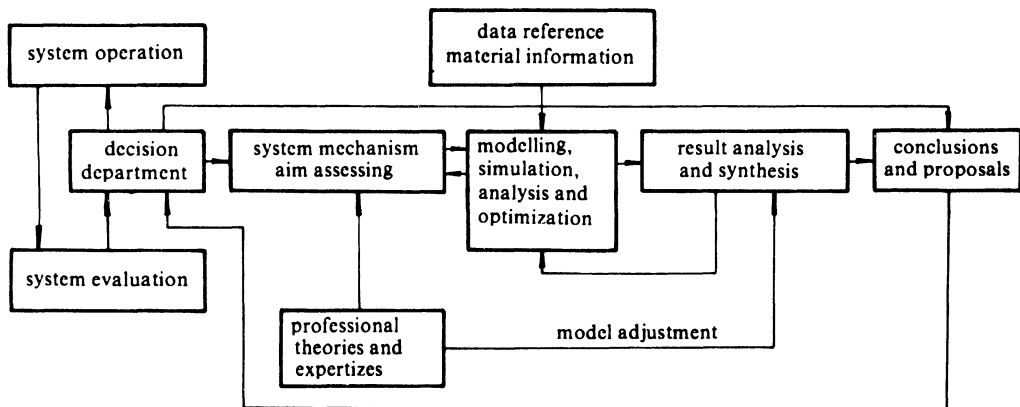 system operation
data reference
material information
decision
department
system mechanism
aim assessing
modelling,
simulation,
analysis and
optimization
result analysis
and synthesis
conclusions
and proposals
system evaluation
professional
theories and
expertizes
model adjustment